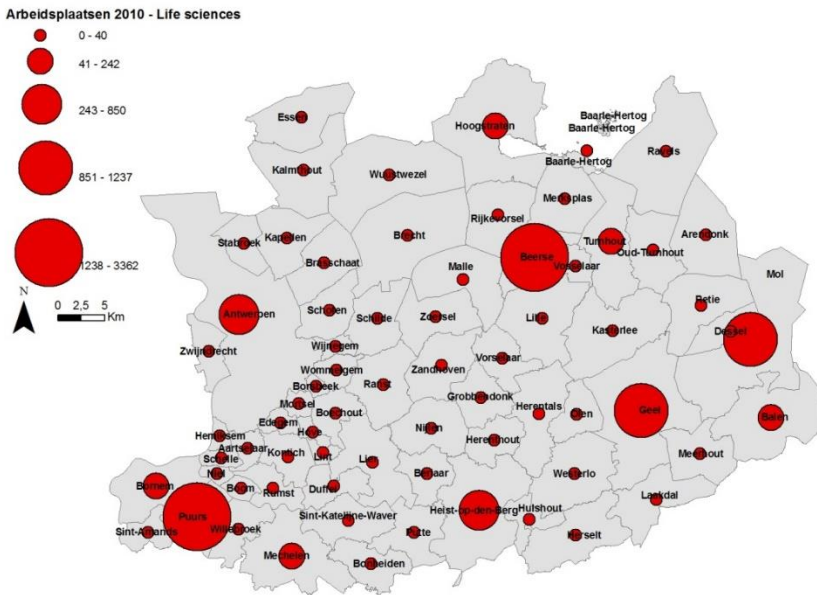 Arbeidsplaatsen 2010 - Life sciences
0 - 40
41 - 242
243 - 850
851 - 1237
1238 - 3362
N
0 2,5 5
Km
Essen
Hoogstraten
Baarle-Hertog
Baarle-Hertog
Baarle-Hertog
Ravels
Kalmthout
Wuustwezel
Merksplas
Rijkevorsel
Stabroek
Kapellen
Brecht
Turnhout
Arendonk
Beerse
Oud-Turnhout
Brasschaat
Vosselaar
Malle
Mol
Retie
Antwerpen
Schoten
Schilde
Zoersel
Lille
Kasterlee
Dessel
Zwijndrecht
Wijnegem
Vorselaar
Wommelgem
Zandhoven
Borsbeek
Ranst
Grobbendonk
Mortsel
Boechout
Herentals
Olen
Geel
Balen
Edegem
Hove
Nijlen
Hemiksem
Aartselaar
Herenthout
Schelle
Kontich
Lint
Lier
Meerhout
Niel
Berlaar
Westerlo
Bornem
Boom
Rumst
Duffel
Laakdal
Puurs
Heist-op-den-Berg
Hulshout
Sint-Katelijne-Waver
Sint-Amands
Willebroek
Putte
Herselt
Mechelen
Bonheiden